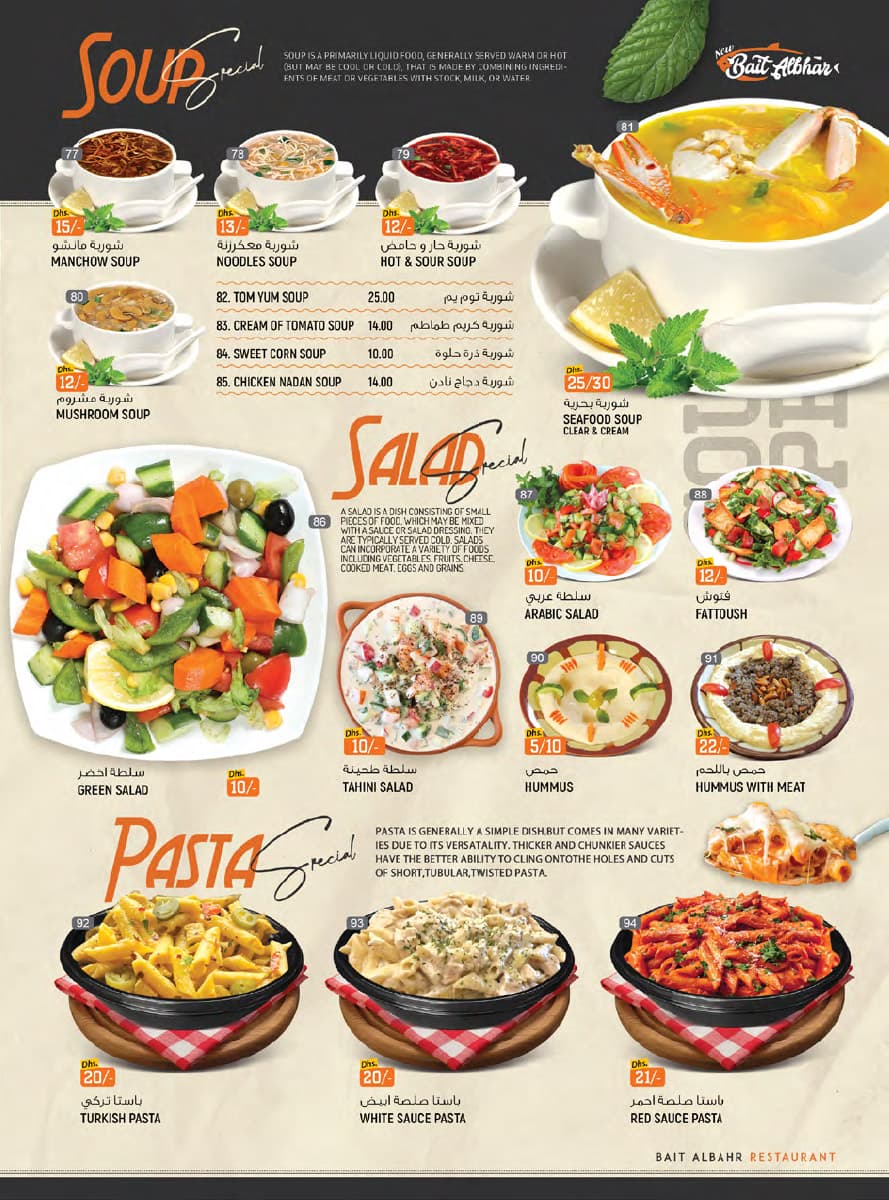 SOUP Special
SOUP IS A PRIMARILY LIQUID FOOD, GENERALLY SERVED WARM OR HOT
(BUT MAY BE COOL OR COLD), THAT IS MADE BY COMBINING INGREDI-
ENTS OF MEAT OR VEGETABLES WITH STOCK, MILK, OR WATER
New
Bait Albhar
77
Dhs.
15/-
شوربة مانشو
MANCHOW SOUP
78
Dhs.
13/-
شوربة معكرزنة
NOODLES SOUP
79
Dhs.
12/-
شوربة حار و حامض
HOT & SOUR SOUP
80
Dhs.
12/-
شوربة مشروم
MUSHROOM SOUP
82. TOM YUM SOUP 25.00 شوربة توم يم
83. CREAM OF TOMATO SOUP 14.00 شوربة كريم طماطم
84. SWEET CORN SOUP 10.00 شوربة ذرة حلوة
85. CHICKEN NADAN SOUP 14.00 شوربة دجاج نادن
81
Dhs.
25/30
شوربة بحرية
SEAFOOD SOUP
CLEAR & CREAM
SALAD Special
A SALAD IS A DISH CONSISTING OF SMALL
PIECES OF FOOD, WHICH MAY BE MIXED
WITH A SAUCE OR SALAD DRESSING. THEY
ARE TYPICALLY SERVED COLD. SALADS
CAN INCORPORATE A VARIETY OF FOODS
INCLUDING VEGETABLES, FRUITS, CHEESE,
COOKED MEAT, EGGS AND GRAINS.
86
سلطة اخضر
GREEN SALAD
Dhs.
10/-
87
Dhs.
10/-
سلطة عربي
ARABIC SALAD
88
Dhs.
12/-
فتوش
FATTOUSH
89
Dhs.
10/-
سلطة طحينة
TAHINI SALAD
90
Dhs.
5/10
حمص
HUMMUS
91
Dhs.
22/-
حمص باللحم
HUMMUS WITH MEAT
PASTA Special
PASTA IS GENERALLY A SIMPLE DISH,BUT COMES IN MANY VARIET-
IES DUE TO ITS VERSATALITY. THICKER AND CHUNKIER SAUCES
HAVE THE BETTER ABILITY TO CLING ONTOTHE HOLES AND CUTS
OF SHORT,TUBULAR,TWISTED PASTA.
92
Dhs.
20/-
باستا تركي
TURKISH PASTA
93
Dhs.
20/-
باستا صلصة ابيض
WHITE SAUCE PASTA
94
Dhs.
21/-
باستا صلصة احمر
RED SAUCE PASTA
BAIT ALBAHR RESTAURANT